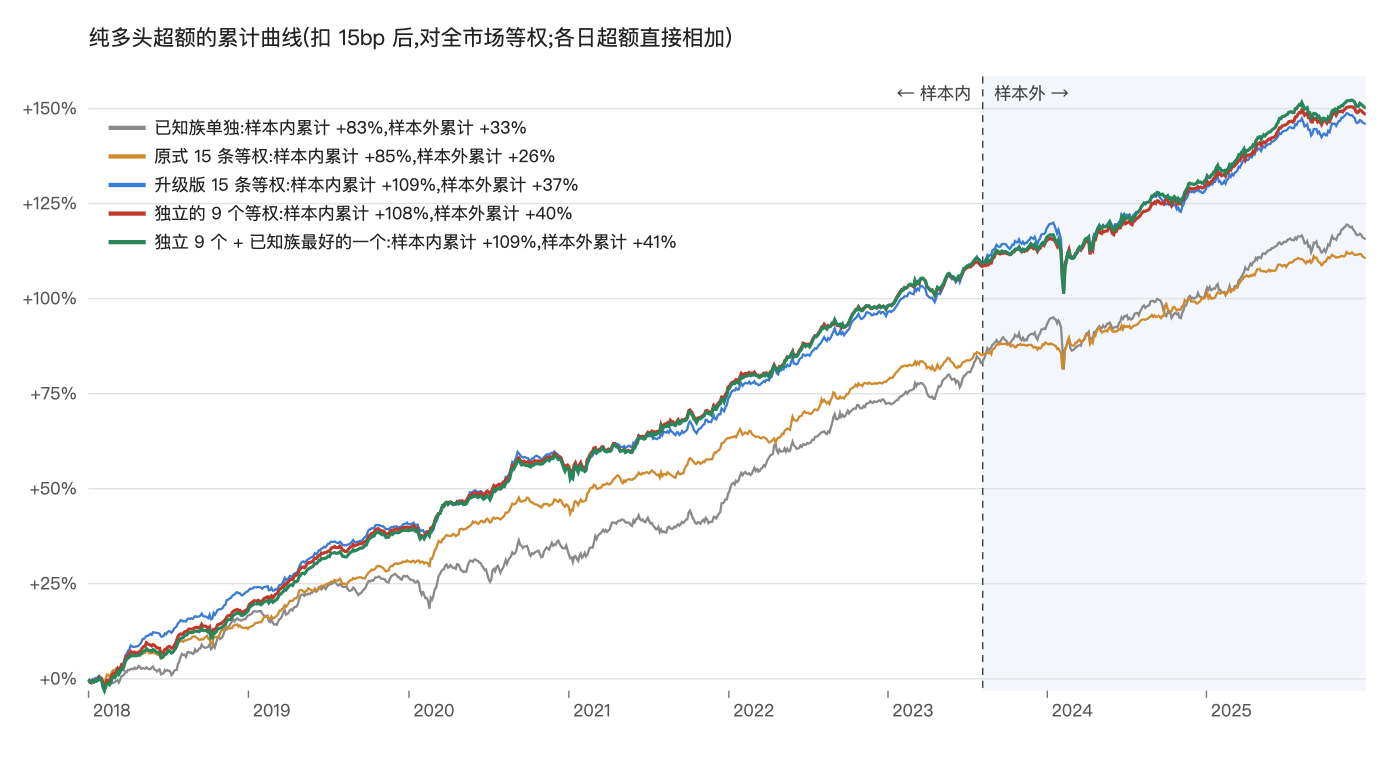 纯多头超额的累计曲线(扣 15bp 后,对全市场等权;各日超额直接相加)
← 样本内 样本外 →
+150%
已知族单独:样本内累计 +83%,样本外累计 +33%
原式 15 条等权:样本内累计 +85%,样本外累计 +26%
+125%
升级版 15 条等权:样本内累计 +109%,样本外累计 +37%
独立的 9 个等权:样本内累计 +108%,样本外累计 +40%
独立 9 个 + 已知族最好的一个:样本内累计 +109%,样本外累计 +41%
+100%
+75%
+50%
+25%
+0%
2018 2019 2020 2021 2022 2023 2024 2025